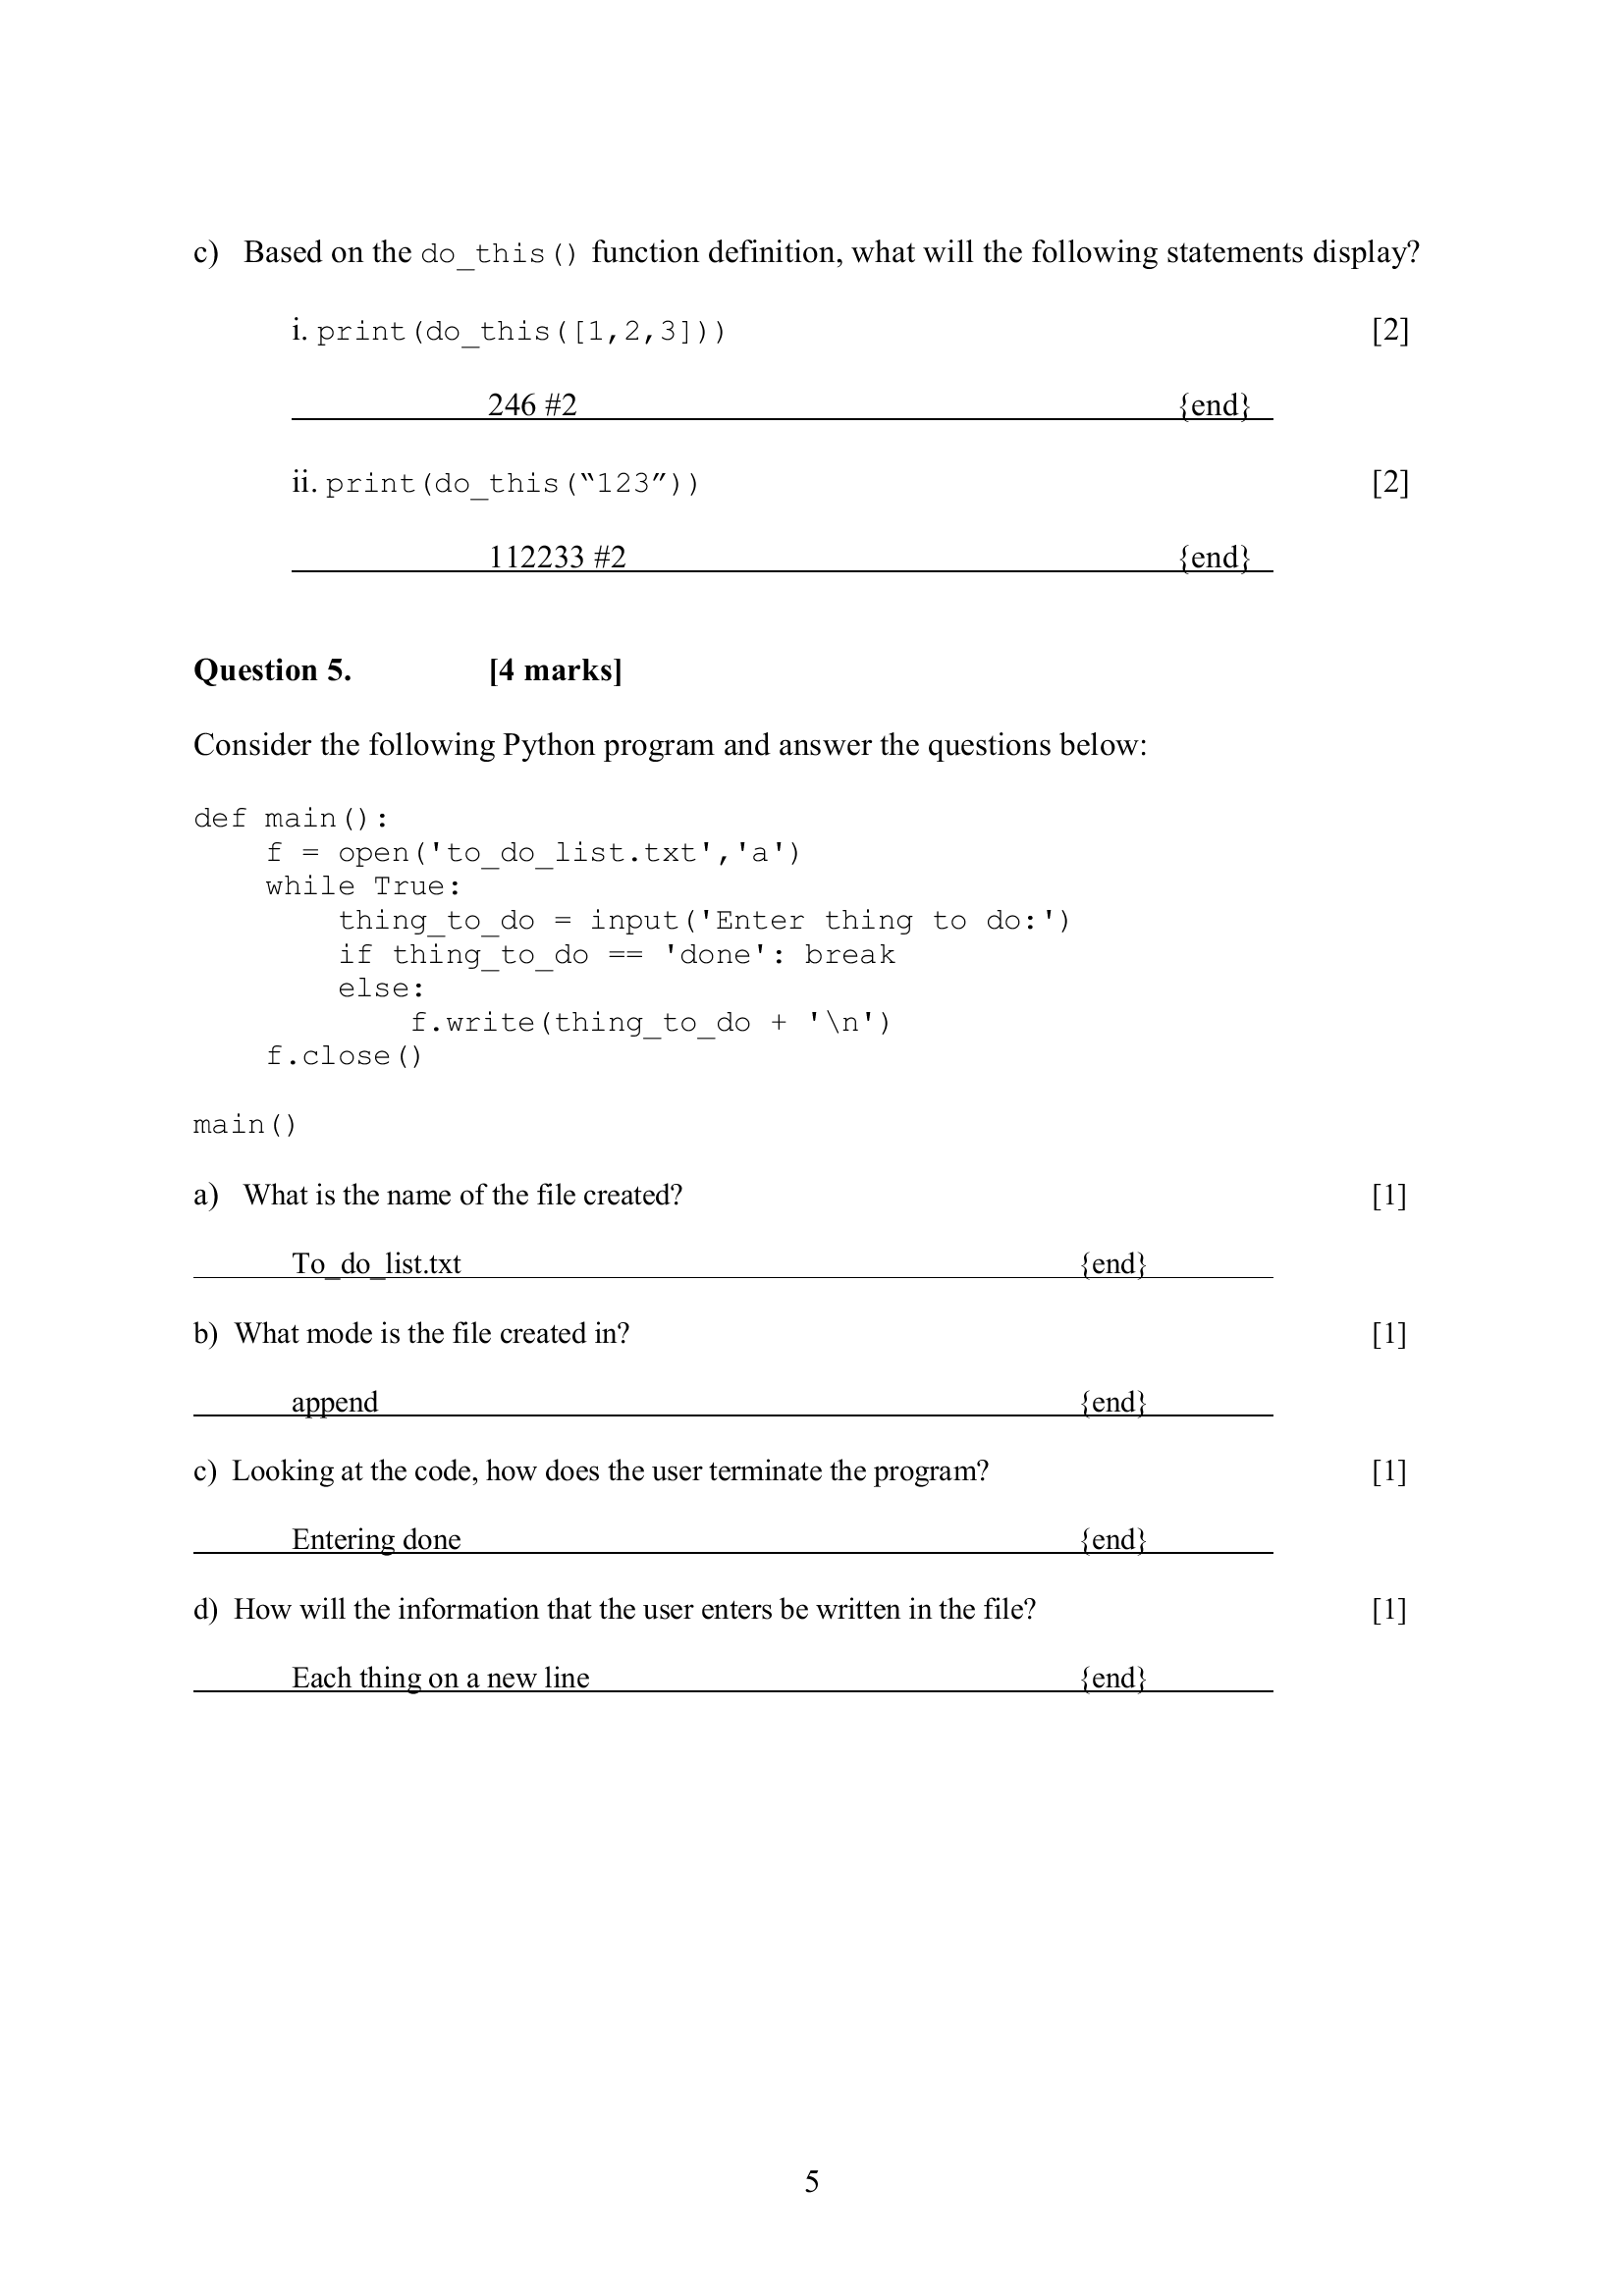 c) Based on the do_this() function definition, what will the following statements display?
i. print(do_this([1,2,3])) [2]
246 #2 {end}
ii. print(do_this(“123”)) [2]
112233 #2 {end}
Question 5. [4 marks]
Consider the following Python program and answer the questions below:
def main():
    f = open('to_do_list.txt','a')
    while True:
        thing_to_do = input('Enter thing to do:')
        if thing_to_do == 'done': break
        else:
            f.write(thing_to_do + '\n')
    f.close()
main()
a) What is the name of the file created? [1]
To_do_list.txt {end}
b) What mode is the file created in? [1]
append {end}
c) Looking at the code, how does the user terminate the program? [1]
Entering done {end}
d) How will the information that the user enters be written in the file? [1]
Each thing on a new line {end}
5